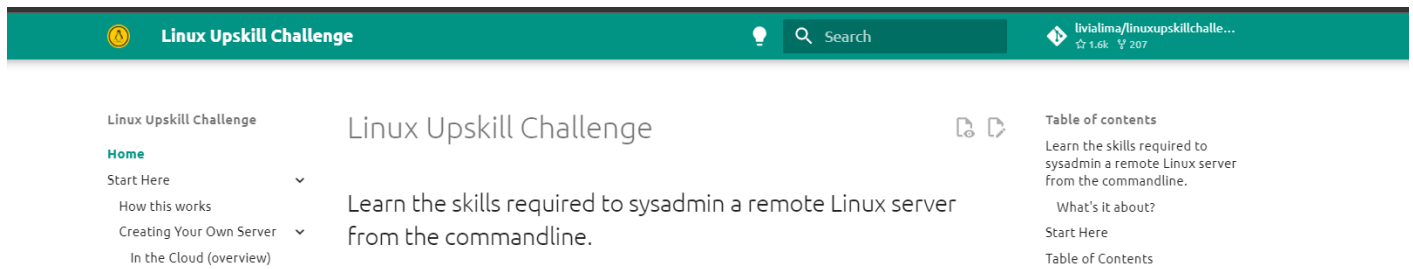 Linux Upskill Challenge
Search
livialima/linuxupskillchalle...
1.6k 207
Linux Upskill Challenge
Home
Start Here
How this works
Creating Your Own Server
In the Cloud (overview)
Linux Upskill Challenge
Learn the skills required to sysadmin a remote Linux server
from the commandline.
Table of contents
Learn the skills required to
sysadmin a remote Linux server
from the commandline.
What's it about?
Start Here
Table of Contents